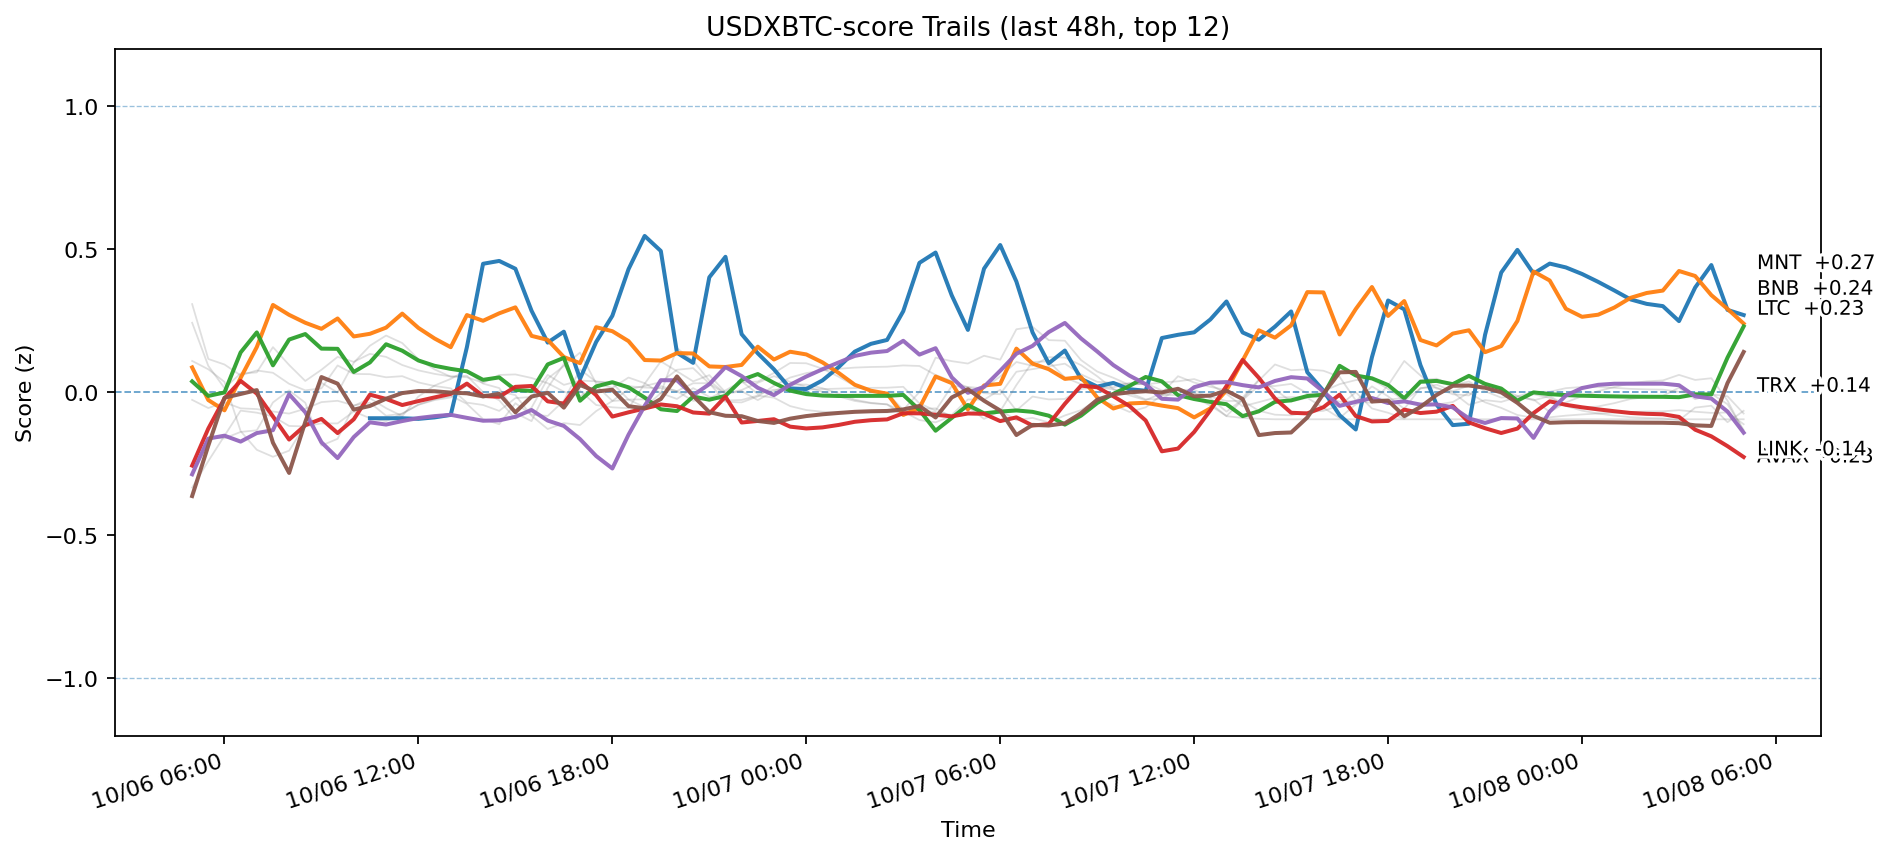 USDXBTC-score Trails (last 48h, top 12)
Score (z)
1.0
0.5
0.0
−0.5
−1.0
MNT +0.27
BNB +0.24
LTC +0.23
TRX +0.14
LINK -0.14
10/06 06:00
10/06 12:00
10/06 18:00
10/07 00:00
10/07 06:00
10/07 12:00
10/07 18:00
10/08 00:00
10/08 06:00
Time